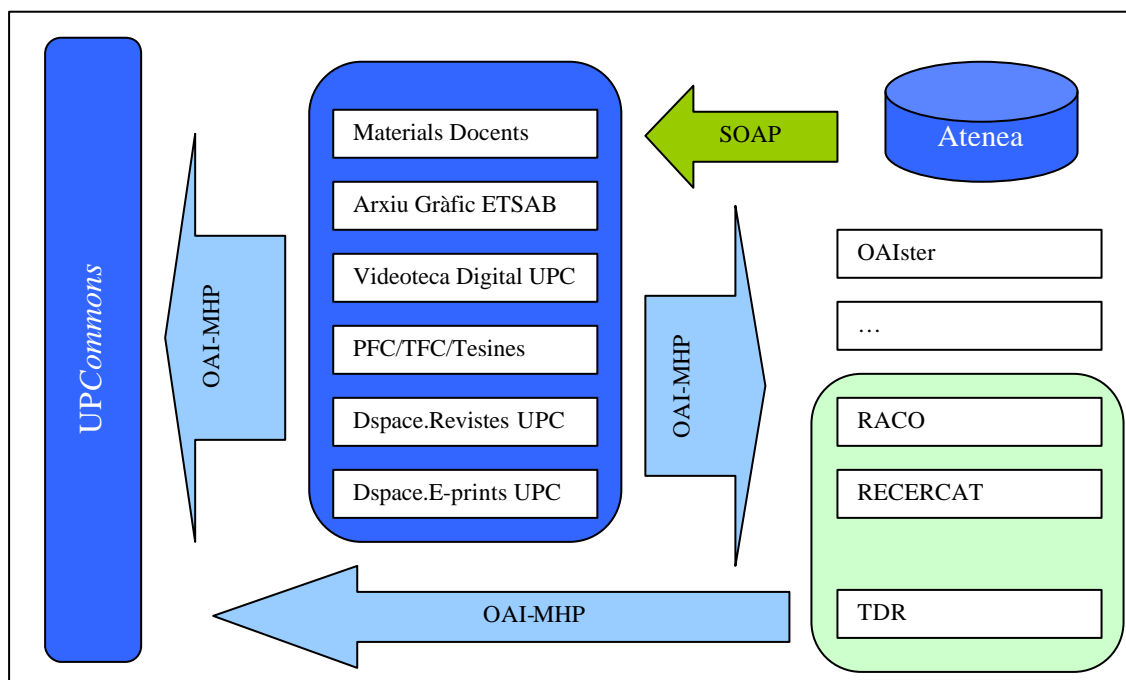 UPCommons
OAI-MHP
Materials Docents
Arxiu Gràfic ETSAB
Videoteca Digital UPC
PFC/TFC/Tesines
Dspace.Revistes UPC
Dspace.E-prints UPC
SOAP
Atenea
OAI-MHP
OAIster
…
RACO
RECERCAT
TDR
OAI-MHP